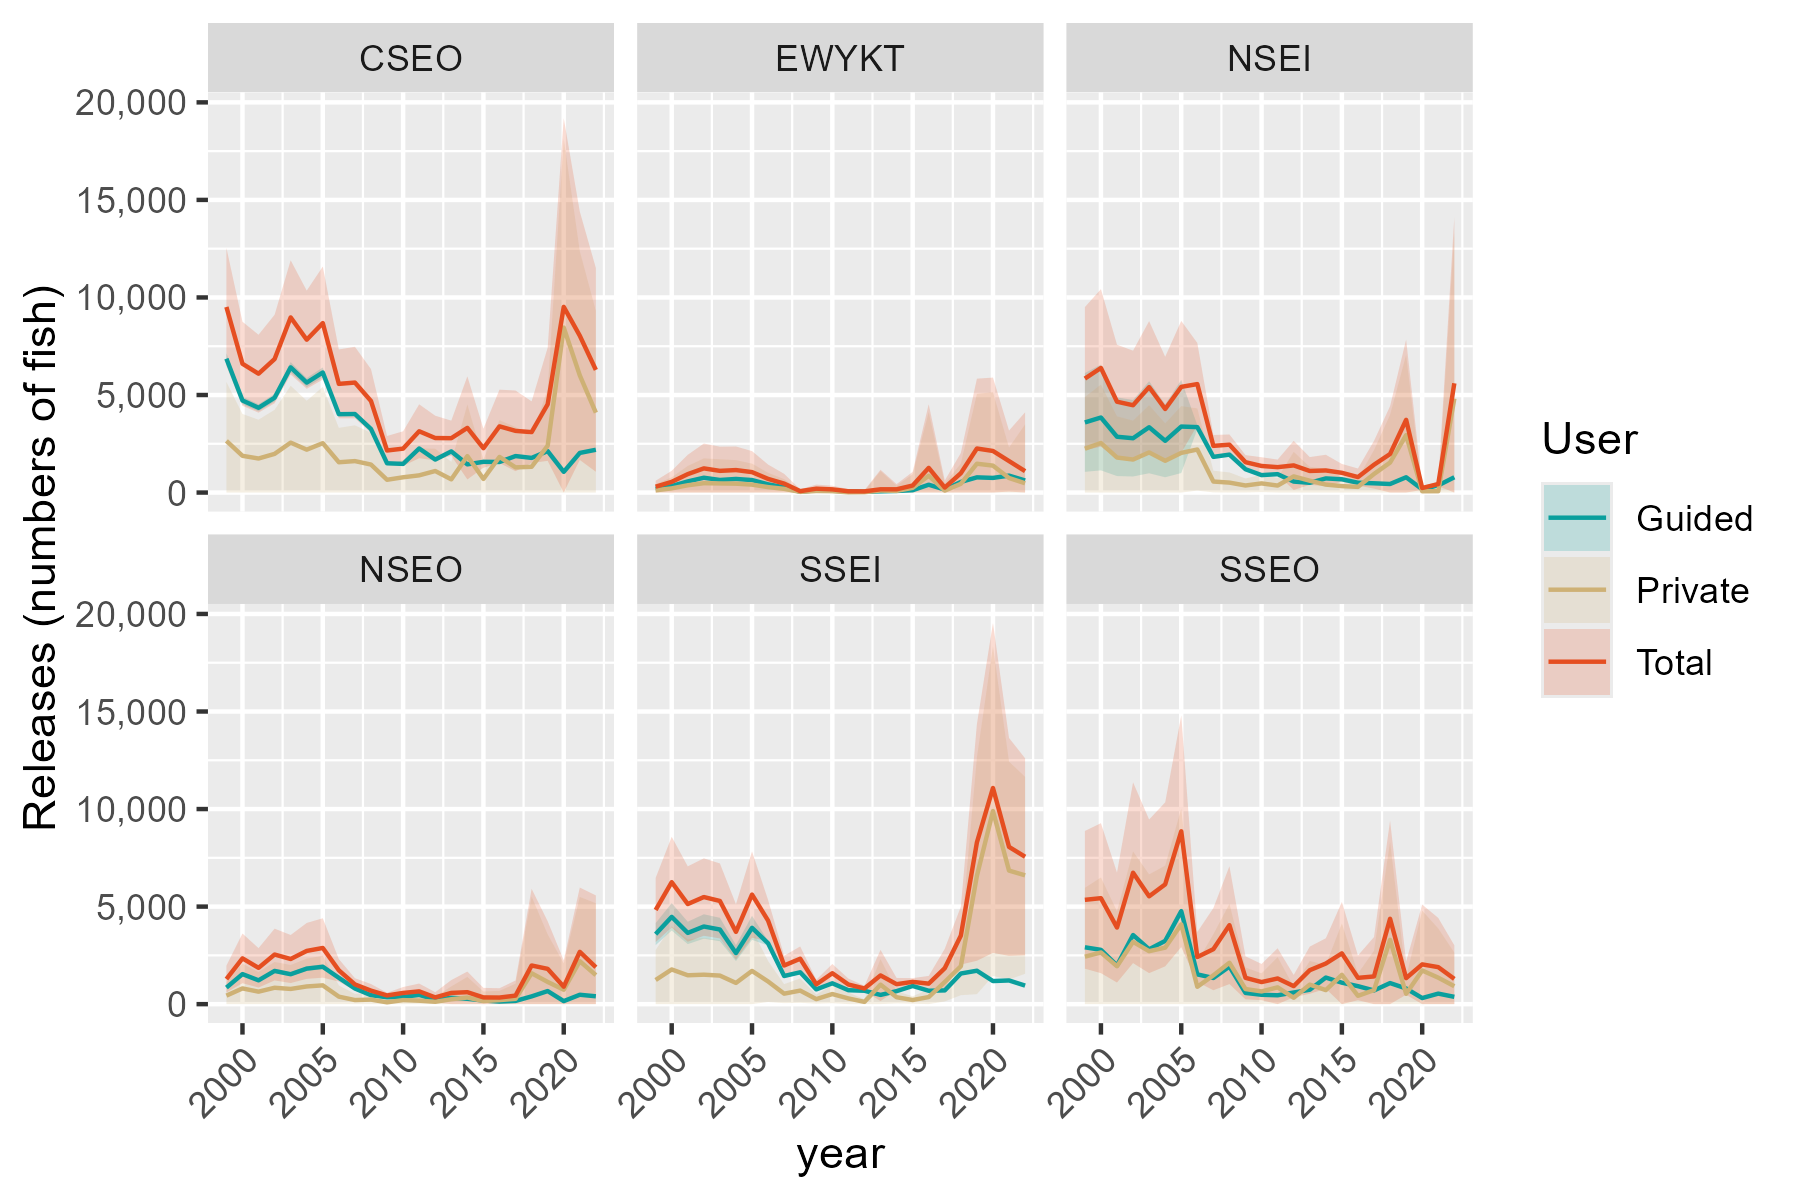 CSEO
EWYKT
NSEI
20,000
15,000
10,000
5,000
0
NSEO
SSEI
SSEO
20,000
15,000
10,000
5,000
0
2000
2005
2010
2015
2020
2000
2005
2010
2015
2020
2000
2005
2010
2015
2020
year
Releases (numbers of fish)
User
Guided
Private
Total